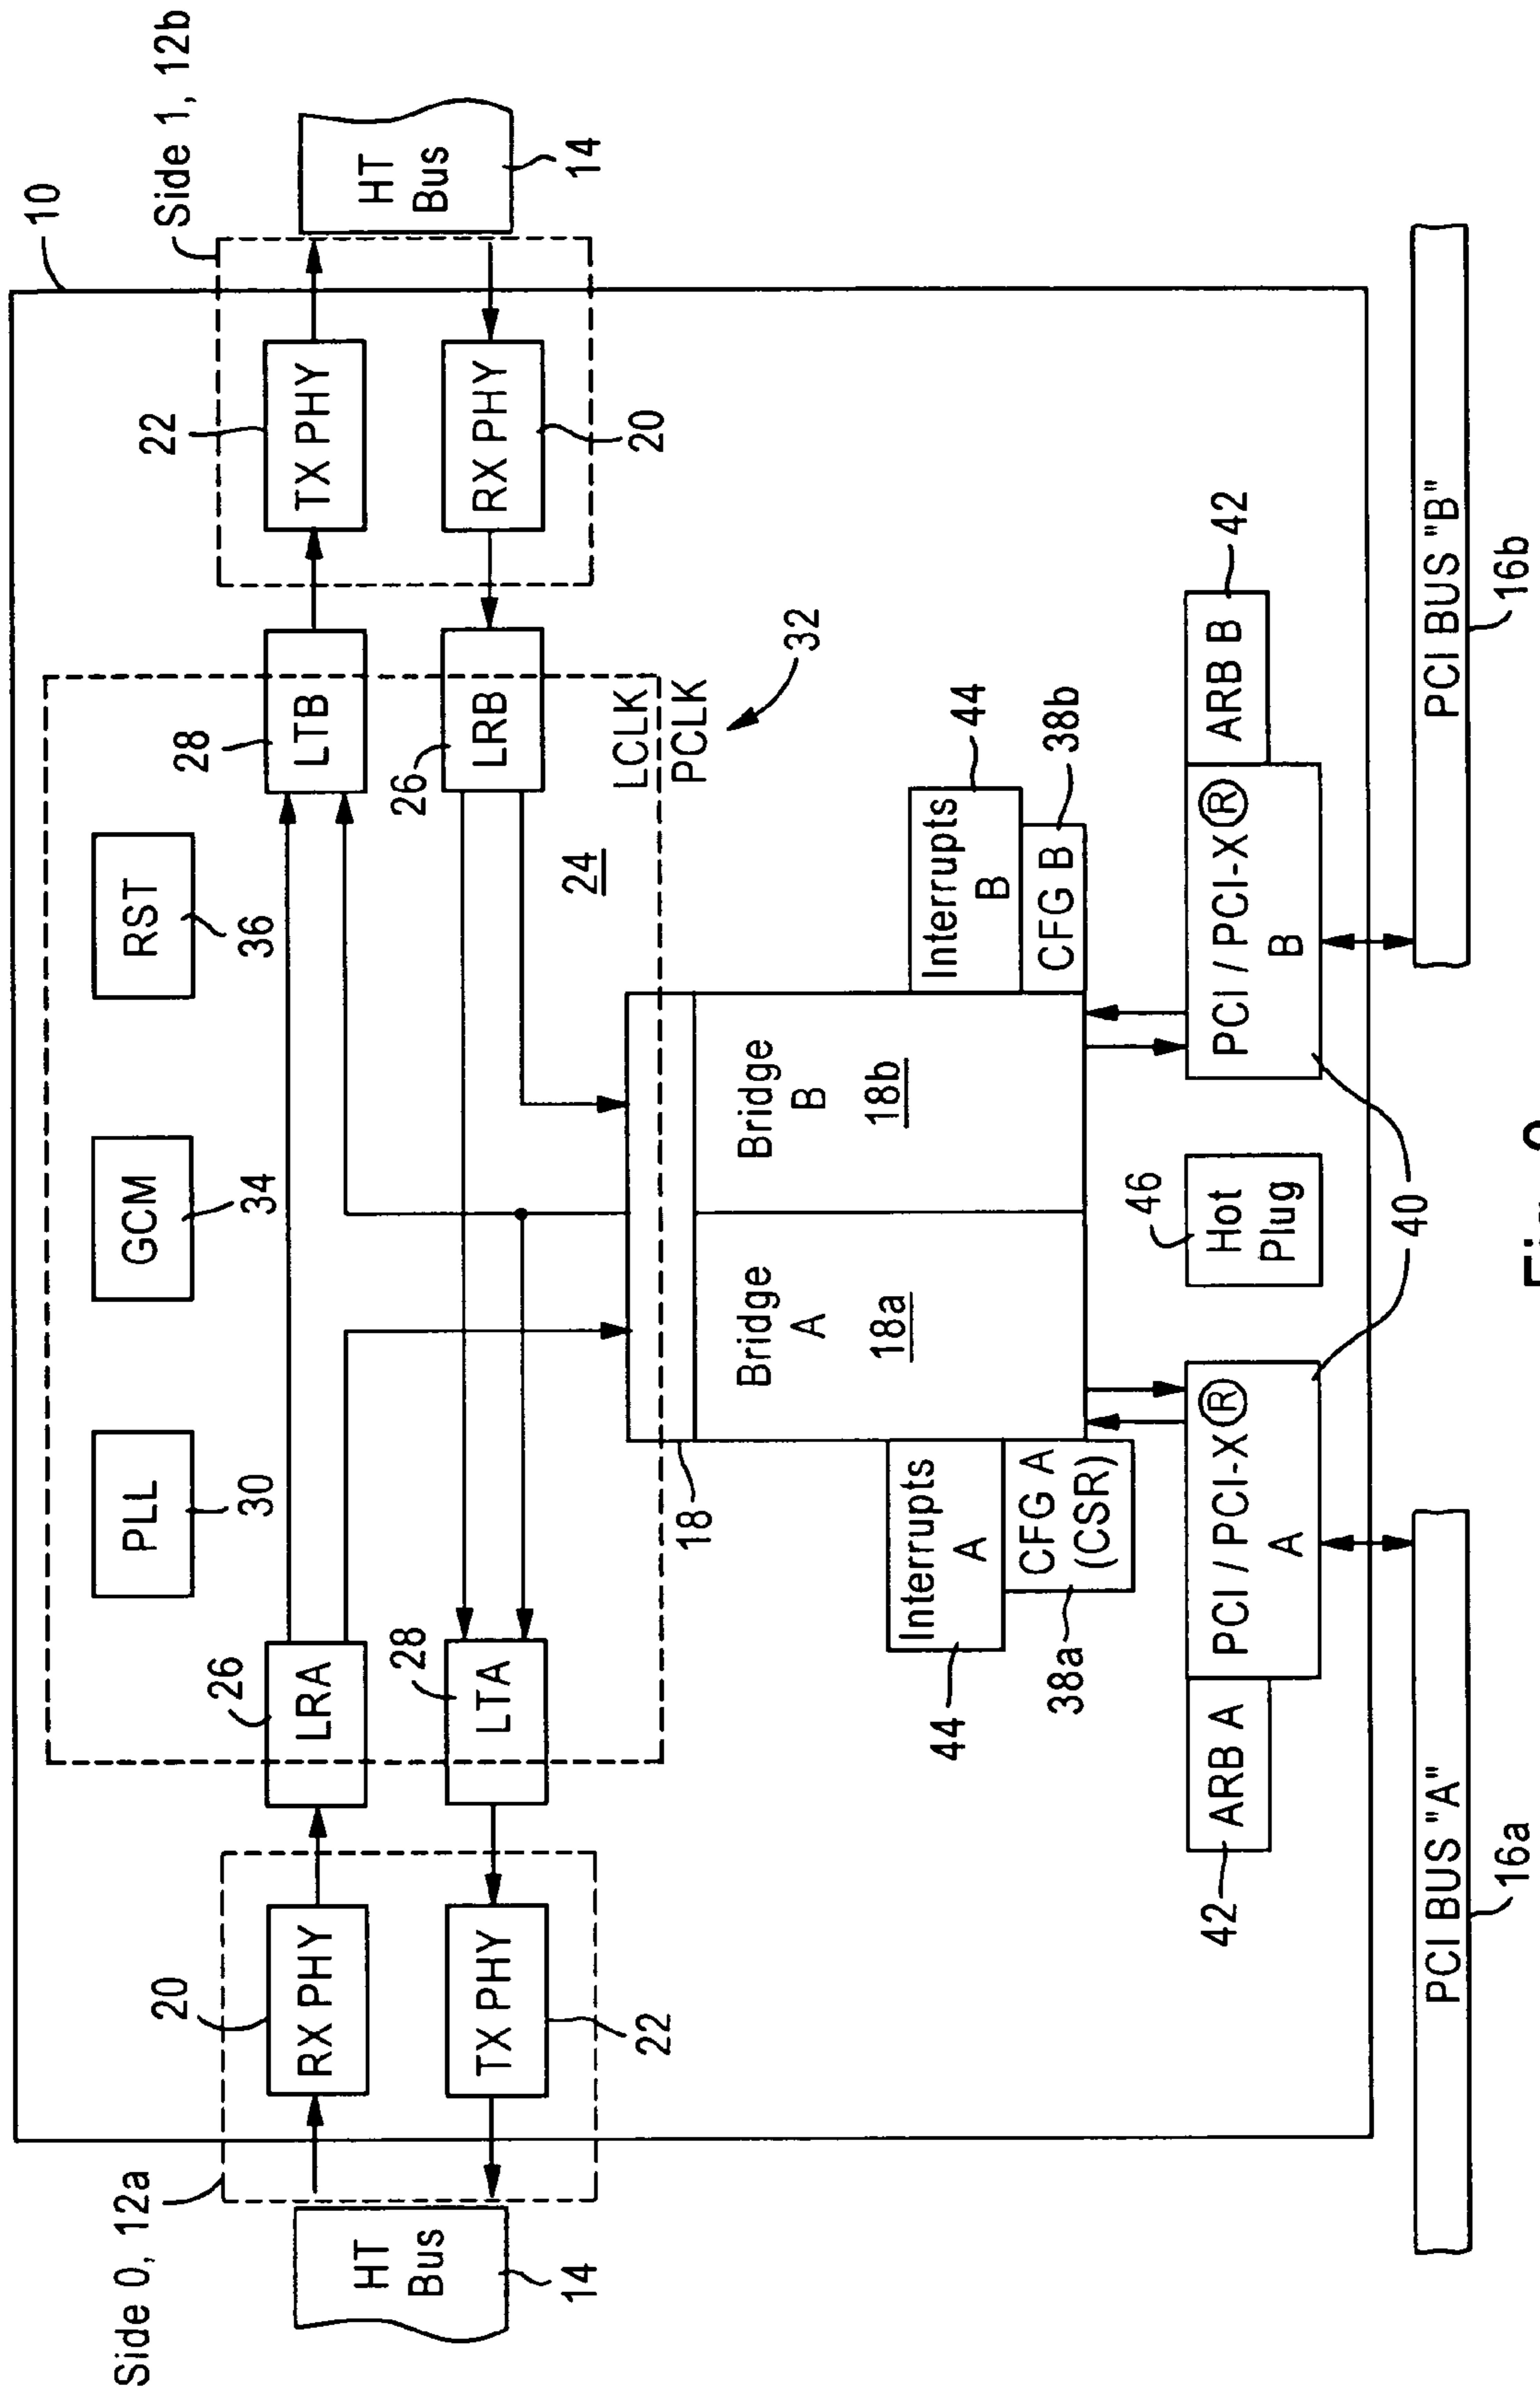 Side 0, 12a
Side 1, 12b
10
HT
Bus
14
20
RX PHY
TX PHY
22
26
LRA
28
LTA
PLL
30
GCM
34
RST
36
28
LTB
26
LRB
24
LCLK
PCLK
32
22
TX PHY
RX PHY
20
HT
Bus
14
18
Bridge
A
18a
Bridge
B
18b
Interrupts
A
44
CFG A
(CSR)
38a
Interrupts
B
44
CFG B
38b
ARB A
42
PCI / PCI-X®
A
46
Hot
Plug
40
PCI / PCI-X®
B
ARB B
42
PCI BUS "A"
16a
PCI BUS "B"
16b